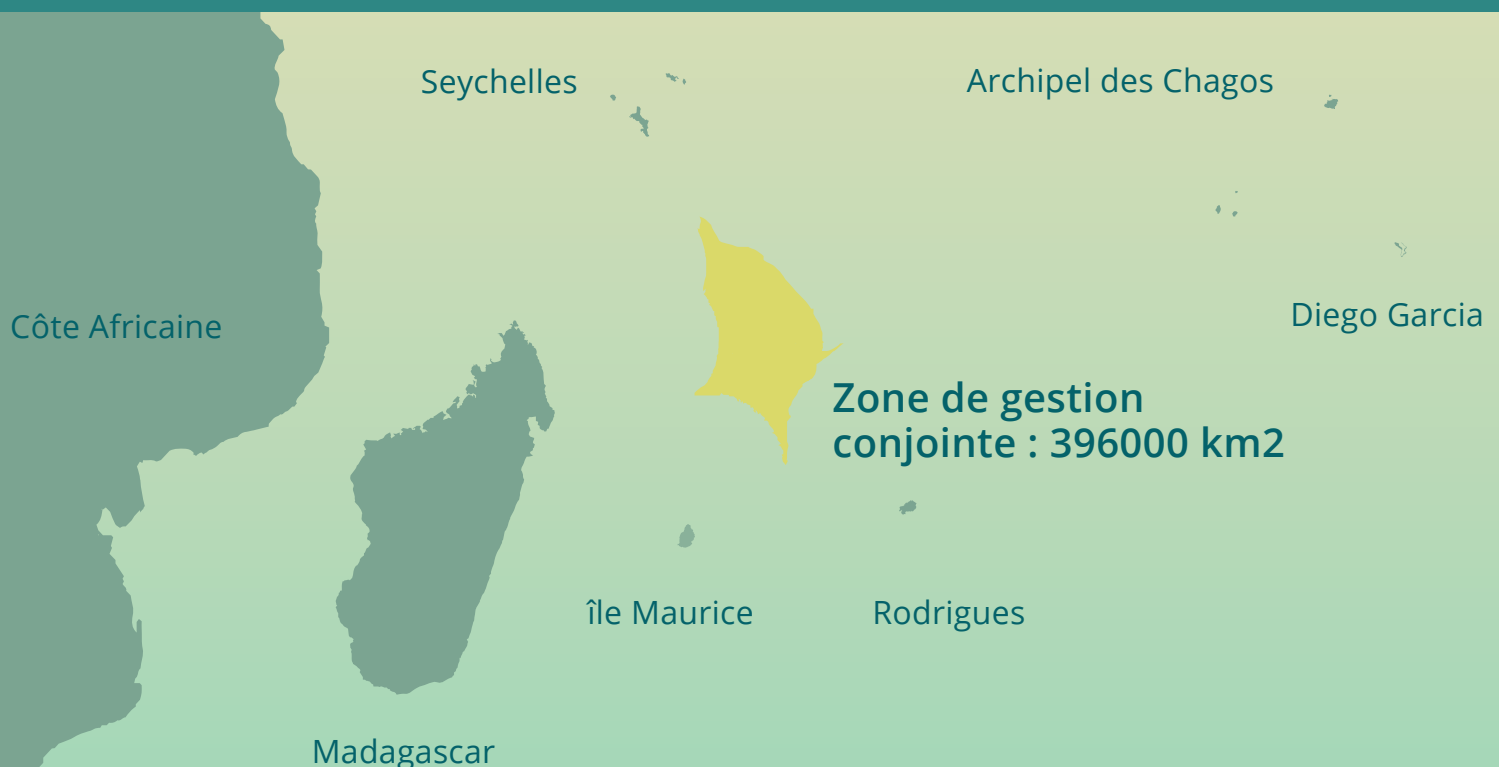 Seychelles
Archipel des Chagos
Côte Africaine
Diego Garcia
Zone de gestion
conjointe : 396000 km2
île Maurice
Rodrigues
Madagascar